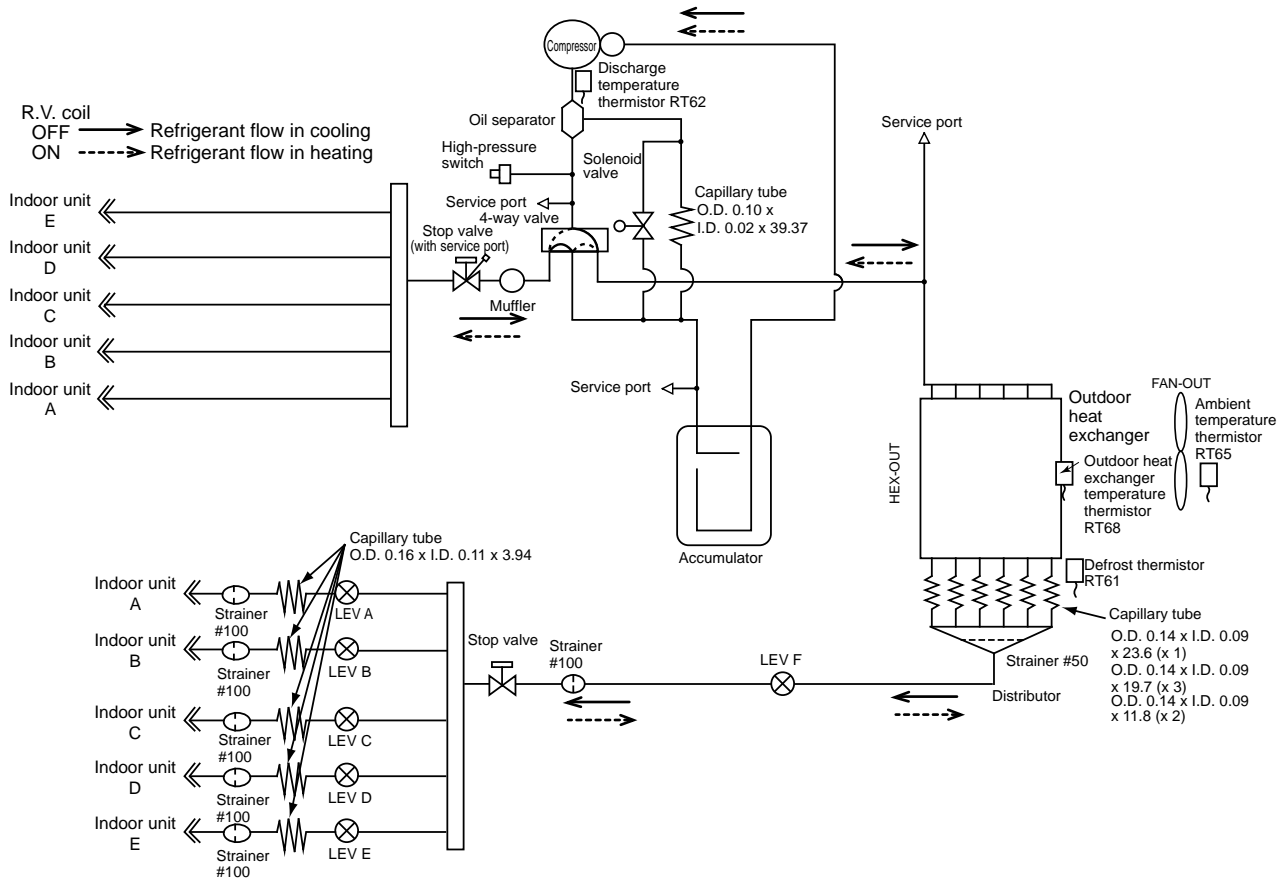 Compressor
Discharge
temperature
thermistor RT62
R.V. coil
OFF Refrigerant flow in cooling
ON Refrigerant flow in heating
Oil separator
Service port
High-pressure
switch
Solenoid
valve
Capillary tube
O.D. 0.10 x
I.D. 0.02 x 39.37
Service port
4-way valve
Stop valve
(with service port)
Muffler
Indoor unit
E
Indoor unit
D
Indoor unit
C
Indoor unit
B
Indoor unit
A
Service port
Accumulator
Outdoor
heat
exchanger
FAN-OUT
Ambient
temperature
thermistor
RT65
HEX-OUT
Outdoor heat
exchanger
temperature
thermistor
RT68
Defrost thermistor
RT61
Capillary tube
O.D. 0.14 x I.D. 0.09
x 23.6 (x 1)
O.D. 0.14 x I.D. 0.09
x 19.7 (x 3)
O.D. 0.14 x I.D. 0.09
x 11.8 (x 2)
Strainer #50
Distributor
Capillary tube
O.D. 0.16 x I.D. 0.11 x 3.94
Indoor unit
A
Strainer
#100
LEV A
Indoor unit
B
Strainer
#100
LEV B
Indoor unit
C
Strainer
#100
LEV C
Indoor unit
D
Strainer
#100
LEV D
Indoor unit
E
Strainer
#100
LEV E
Stop valve
Strainer
#100
LEV F